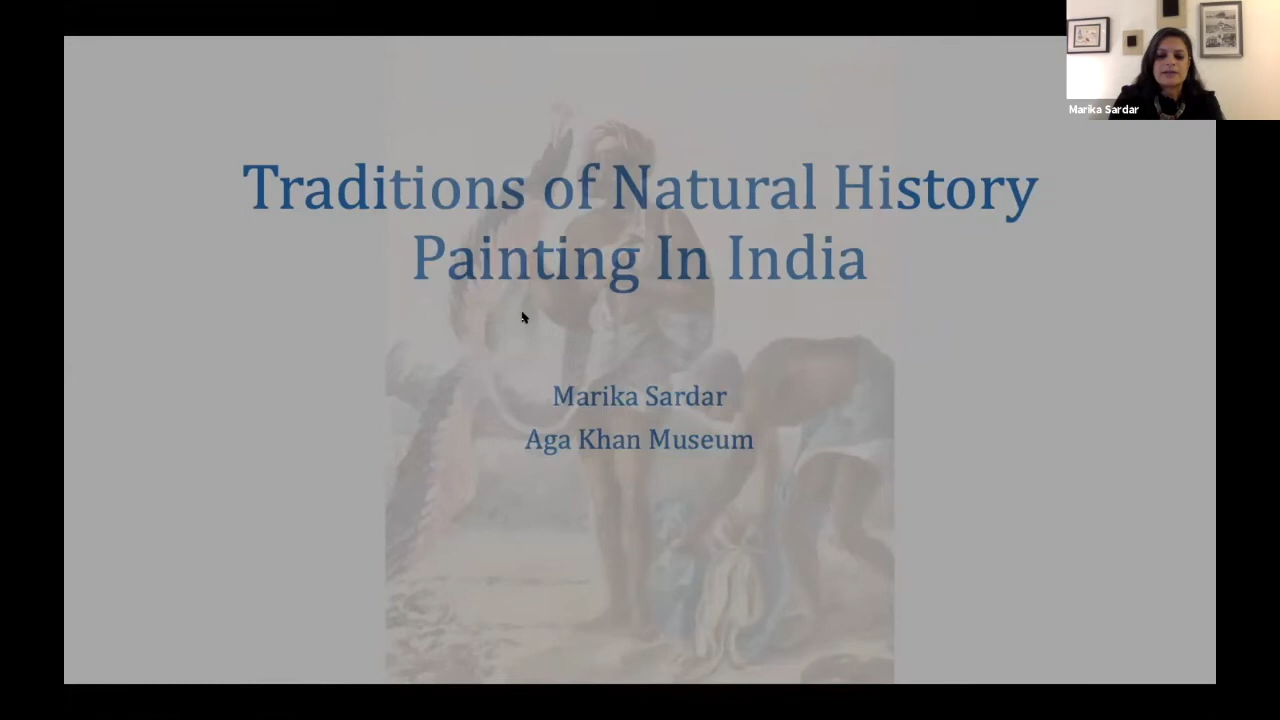 Marika Sardar
Traditions of Natural History
Painting In India
Marika Sardar
Aga Khan Museum